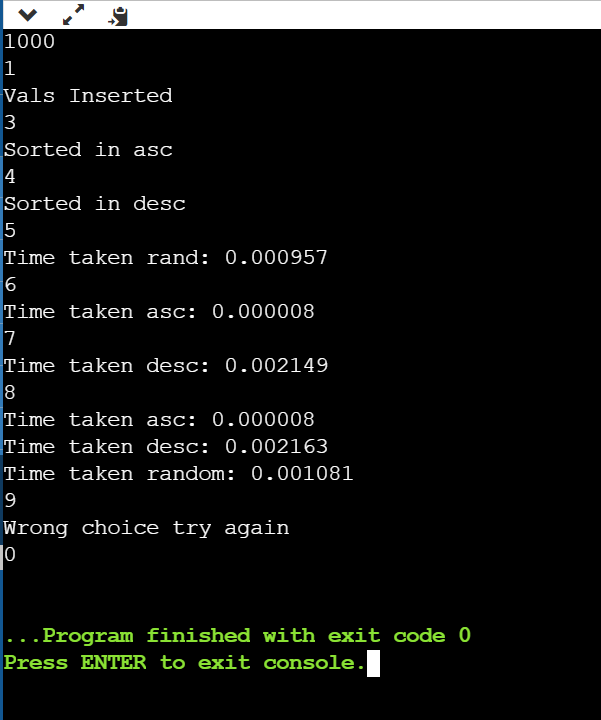 1000
1
Vals Inserted
3
Sorted in asc
4
Sorted in desc
5
Time taken rand: 0.000957
6
Time taken asc: 0.000008
7
Time taken desc: 0.002149
8
Time taken asc: 0.000008
Time taken desc: 0.002163
Time taken random: 0.001081
9
Wrong choice try again
0
...Program finished with exit code 0
Press ENTER to exit console.